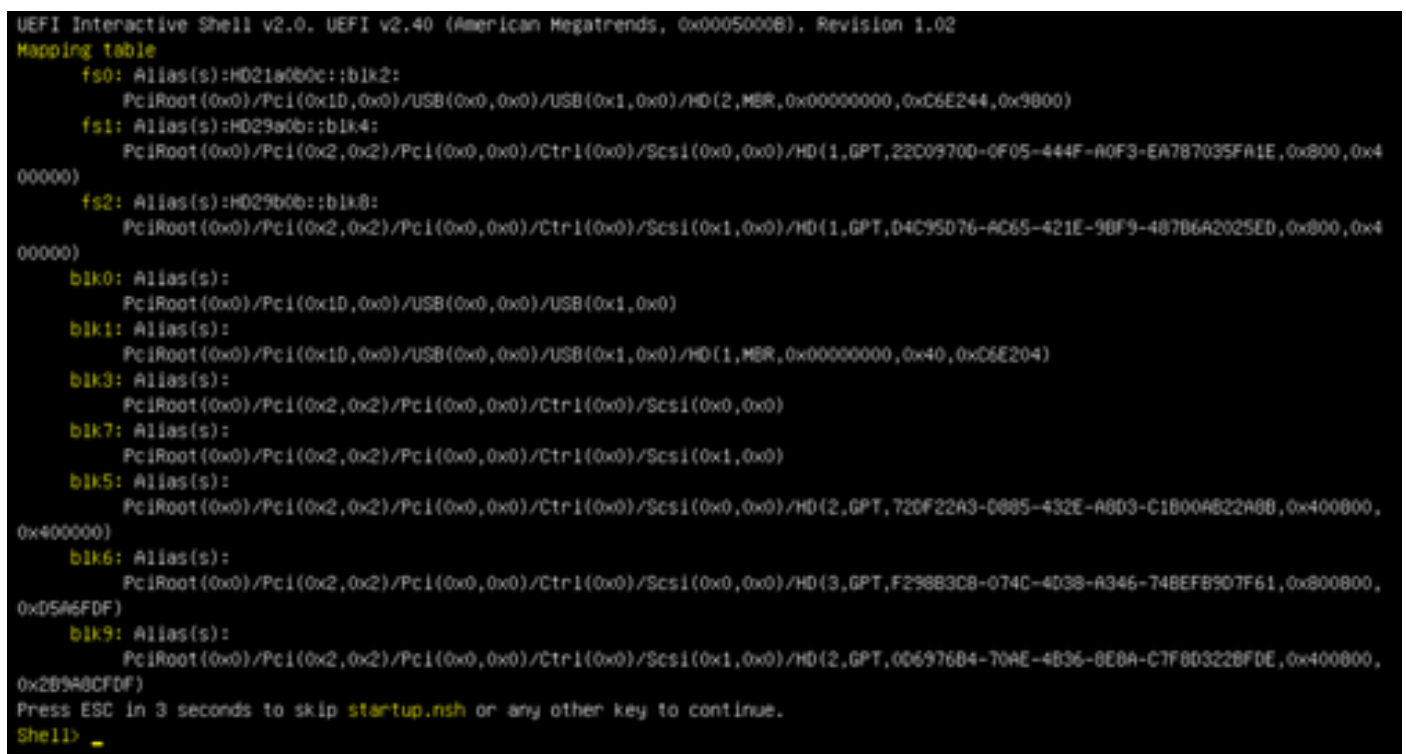 UEFI Interactive Shell v2.0. UEFI v2.40 (American Megatrends, 0x0005000B). Revision 1.02
Mapping table
fs0: Alias(s):HD21a0b0c:;blk2:
PciRoot(0x0)/Pci(0x1D,0x0)/USB(0x0,0x0)/USB(0x1,0x0)/HD(2,MBR,0x00000000,0xC6E244,0x9800)
fs1: Alias(s):HD29a0b:;blk4:
PciRoot(0x0)/Pci(0x2,0x2)/Pci(0x0,0x0)/Ctrl(0x0)/Scsi(0x0,0x0)/HD(1,GPT,22C0970D-0F05-444F-A0F3-EA787035FA1E,0x800,0x4
00000)
fs2: Alias(s):HD29b0b:;blk8:
PciRoot(0x0)/Pci(0x2,0x2)/Pci(0x0,0x0)/Ctrl(0x0)/Scsi(0x1,0x0)/HD(1,GPT,D4C95D76-AC65-421E-9BF9-487B6A2025ED,0x800,0x4
00000)
blk0: Alias(s):
PciRoot(0x0)/Pci(0x1D,0x0)/USB(0x0,0x0)/USB(0x1,0x0)
blk1: Alias(s):
PciRoot(0x0)/Pci(0x1D,0x0)/USB(0x0,0x0)/USB(0x1,0x0)/HD(1,MBR,0x00000000,0x40,0xC6E204)
blk3: Alias(s):
PciRoot(0x0)/Pci(0x2,0x2)/Pci(0x0,0x0)/Ctrl(0x0)/Scsi(0x0,0x0)
blk7: Alias(s):
PciRoot(0x0)/Pci(0x2,0x2)/Pci(0x0,0x0)/Ctrl(0x0)/Scsi(0x1,0x0)
blk5: Alias(s):
PciRoot(0x0)/Pci(0x2,0x2)/Pci(0x0,0x0)/Ctrl(0x0)/Scsi(0x0,0x0)/HD(2,GPT,720F22A3-D885-432E-A8D3-C1B00AB22A8B,0x400800,
0x400000)
blk6: Alias(s):
PciRoot(0x0)/Pci(0x2,0x2)/Pci(0x0,0x0)/Ctrl(0x0)/Scsi(0x0,0x0)/HD(3,GPT,F298B3C8-074C-4D38-A346-74BEFB9D7F61,0x800800,
0xD5A6FDF)
blk9: Alias(s):
PciRoot(0x0)/Pci(0x2,0x2)/Pci(0x0,0x0)/Ctrl(0x0)/Scsi(0x1,0x0)/HD(2,GPT,0D6976B4-70AE-4B36-8E8A-C7F8D322BFDE,0x400800,
0x2B9A8CFDF)
Press ESC in 3 seconds to skip startup.nsh or any other key to continue.
Shell> _